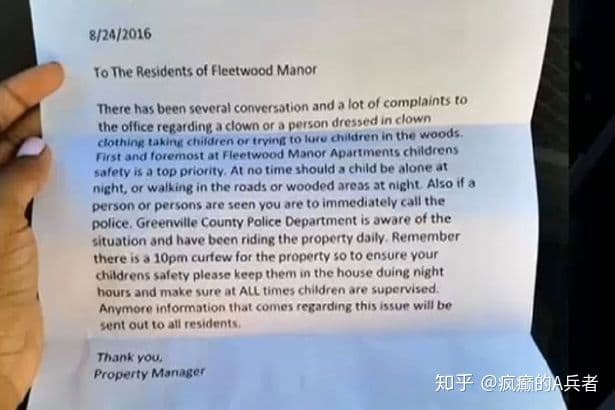 8/24/2016
To The Residents of Fleetwood Manor
There has been several conversation and a lot of complaints to
the office regarding a clown or a person dressed in clown
clothing taking children or trying to lure children in the woods.
First and foremost at Fleetwood Manor Apartments childrens
safety is a top priority. At no time should a child be alone at
night, or walking in the roads or wooded areas at night. Also if a
person or persons are seen you are to immediately call the
police. Greenville County Police Department is aware of the
situation and have been riding the property daily. Remember
there is a 10pm curfew for the property so to ensure your
childrens safety please keep them in the house duing night
hours and make sure at ALL times children are supervised.
Anymore information that comes regarding this issue will be
sent out to all residents.
Thank you,
Property Manager
知乎 @疯癫的A兵者